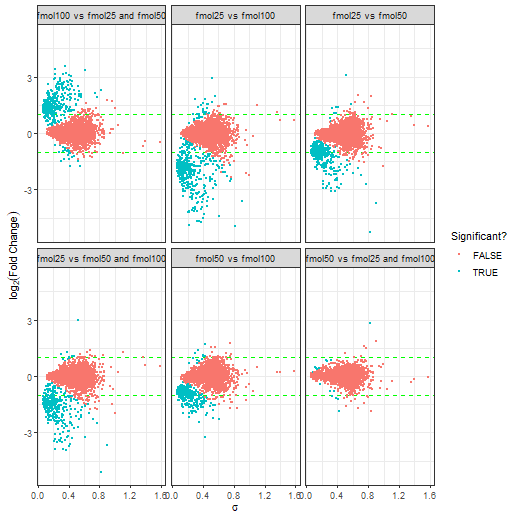 fmol100 vs fmol25 and fmol50
fmol25 vs fmol100
fmol25 vs fmol50
3
0
-3
fmol25 vs fmol50 and fmol100
fmol50 vs fmol100
fmol50 vs fmol25 and fmol100
3
0
-3
0.0 0.4 0.8 1.2 1.6
0.0 0.4 0.8 1.2 1.6
0.0 0.4 0.8 1.2 1.6
σ
log₂(Fold Change)
Significant?
FALSE
TRUE